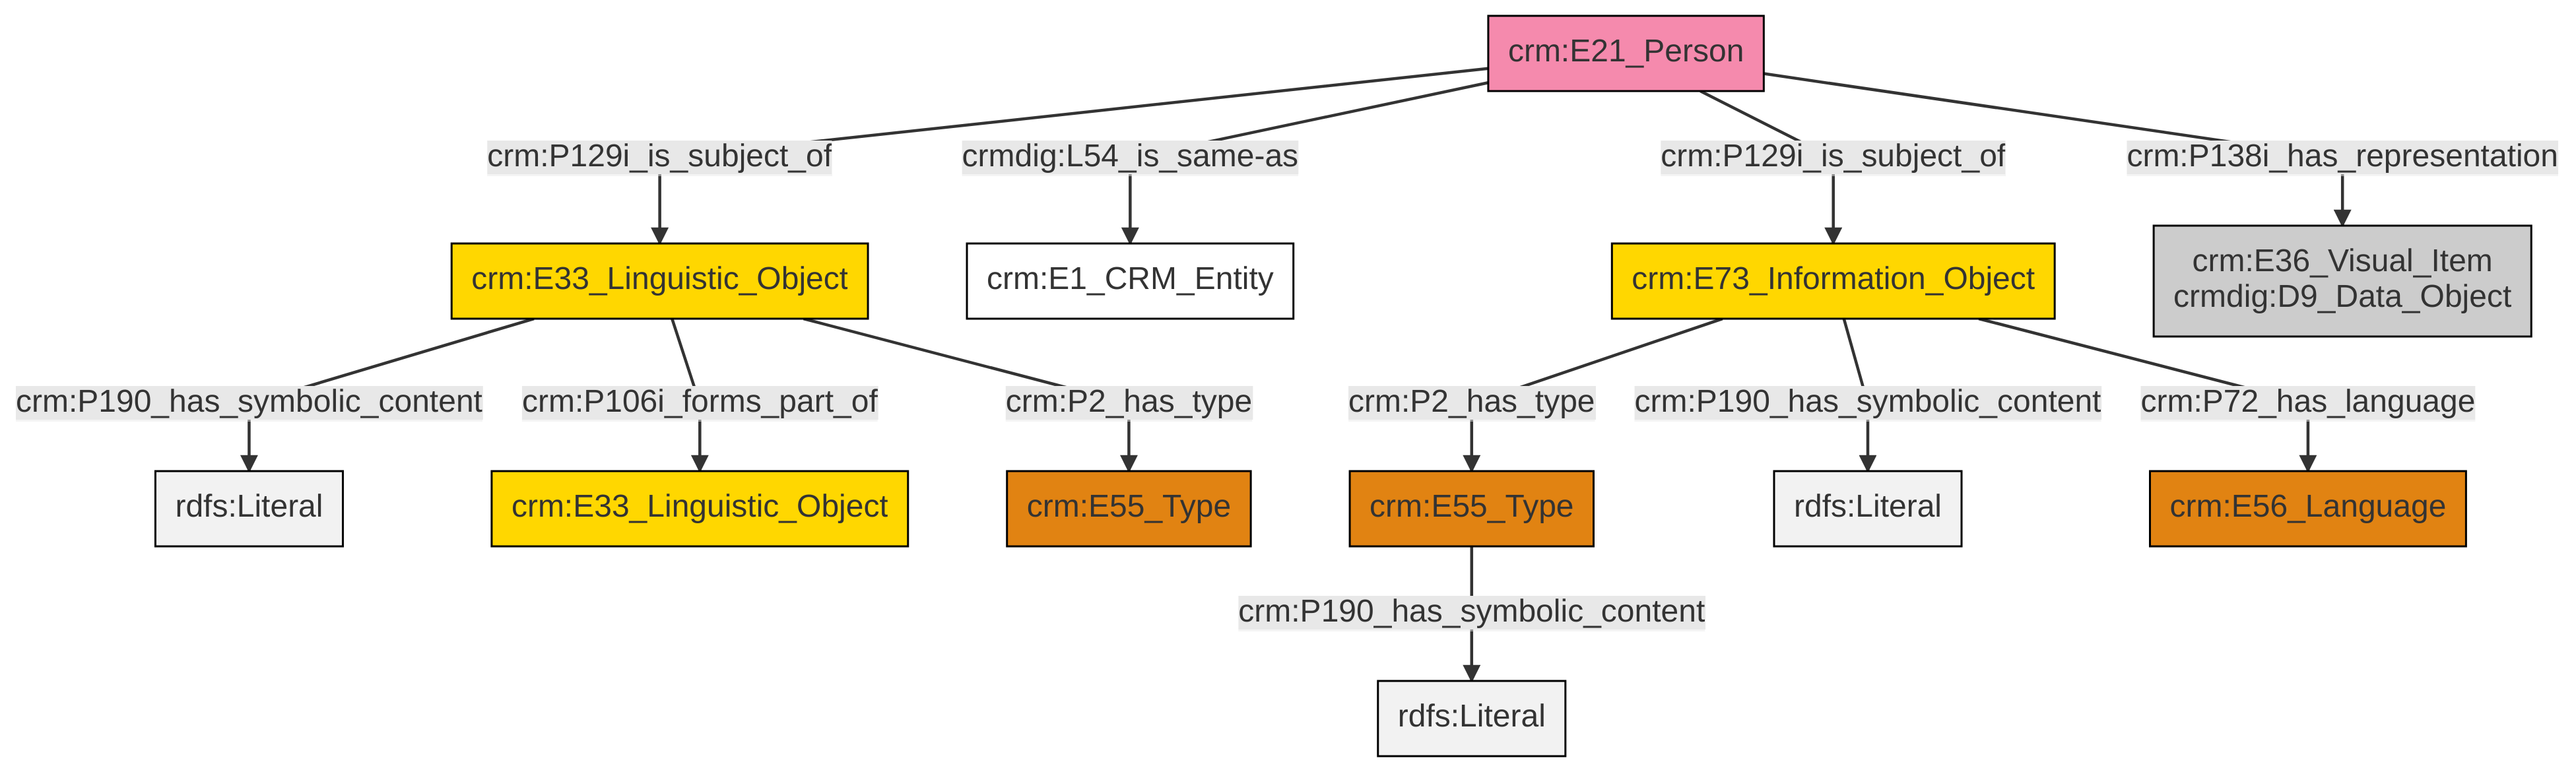 crm:E21_Person
crm:P129i_is_subject_of
crmdig:L54_is_same-as
crm:P129i_is_subject_of
crm:P138i_has_representation
crm:E33_Linguistic_Object
crm:E1_CRM_Entity
crm:E73_Information_Object
crm:E36_Visual_Item
crmdig:D9_Data_Object
crm:P190_has_symbolic_content
crm:P106i_forms_part_of
crm:P2_has_type
crm:P2_has_type
crm:P190_has_symbolic_content
crm:P72_has_language
rdfs:Literal
crm:E33_Linguistic_Object
crm:E55_Type
crm:E55_Type
rdfs:Literal
crm:E56_Language
crm:P190_has_symbolic_content
rdfs:Literal